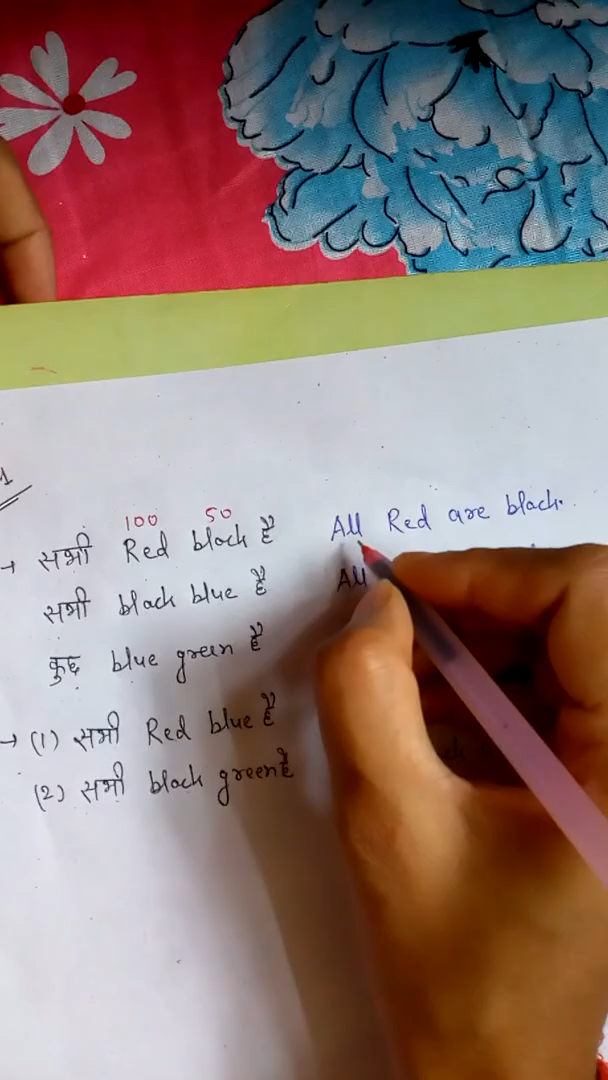 1
100 50
→ सभी Red black है All Red are black.
सभी black blue है All
कुछ blue green है
→ (1) सभी Red blue है
(2) सभी black green है